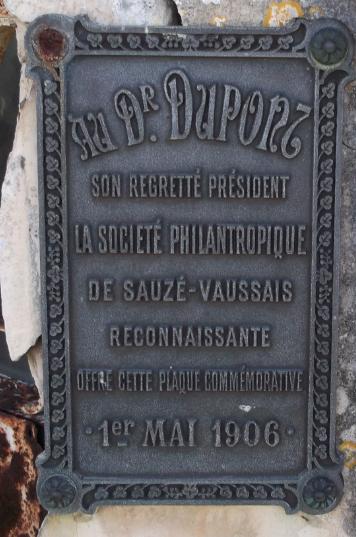 AU DR. DUPONT
SON REGRETTÉ PRÉSIDENT
LA SOCIETÉ PHILANTROPIQUE
DE SAUZÉ-VAUSSAIS
RECONNAISSANTE
OFFRE CETTE PLAQUE COMMÉMORATIVE
· 1er MAI 1906 ·